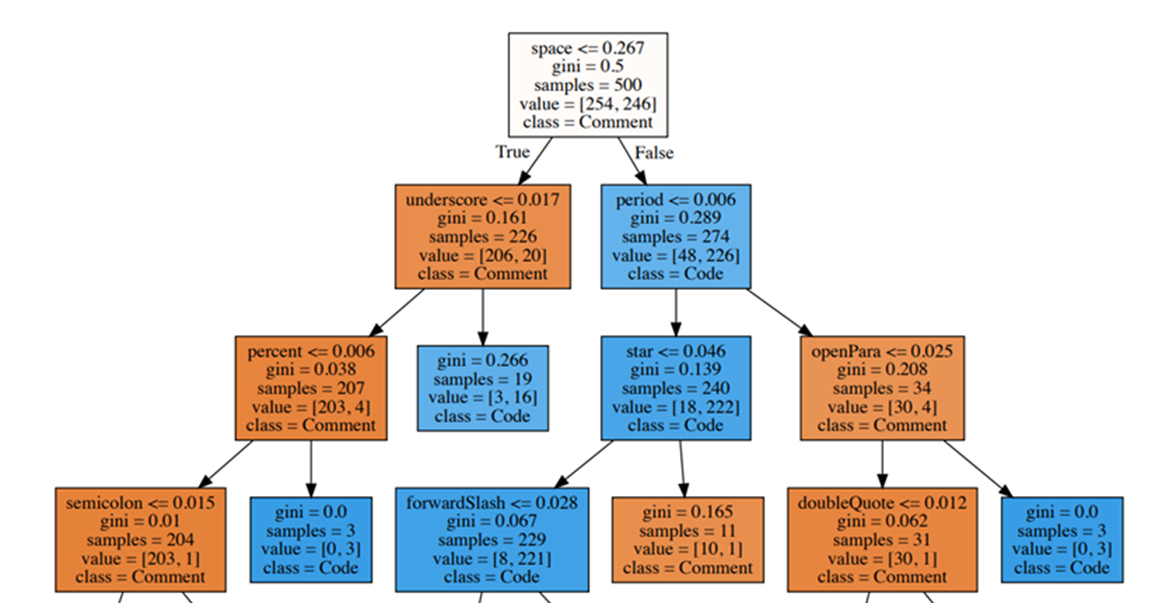 space <= 0.267
gini = 0.5
samples = 500
value = [254, 246]
class = Comment
True
False
underscore <= 0.017
gini = 0.161
samples = 226
value = [206, 20]
class = Comment
period <= 0.006
gini = 0.289
samples = 274
value = [48, 226]
class = Code
percent <= 0.006
gini = 0.038
samples = 207
value = [203, 4]
class = Comment
gini = 0.266
samples = 19
value = [3, 16]
class = Code
star <= 0.046
gini = 0.139
samples = 240
value = [18, 222]
class = Code
openPara <= 0.025
gini = 0.208
samples = 34
value = [30, 4]
class = Comment
semicolon <= 0.015
gini = 0.01
samples = 204
value = [203, 1]
class = Comment
gini = 0.0
samples = 3
value = [0, 3]
class = Code
forwardSlash <= 0.028
gini = 0.067
samples = 229
value = [8, 221]
class = Code
gini = 0.165
samples = 11
value = [10, 1]
class = Comment
doubleQuote <= 0.012
gini = 0.062
samples = 31
value = [30, 1]
class = Comment
gini = 0.0
samples = 3
value = [0, 3]
class = Code